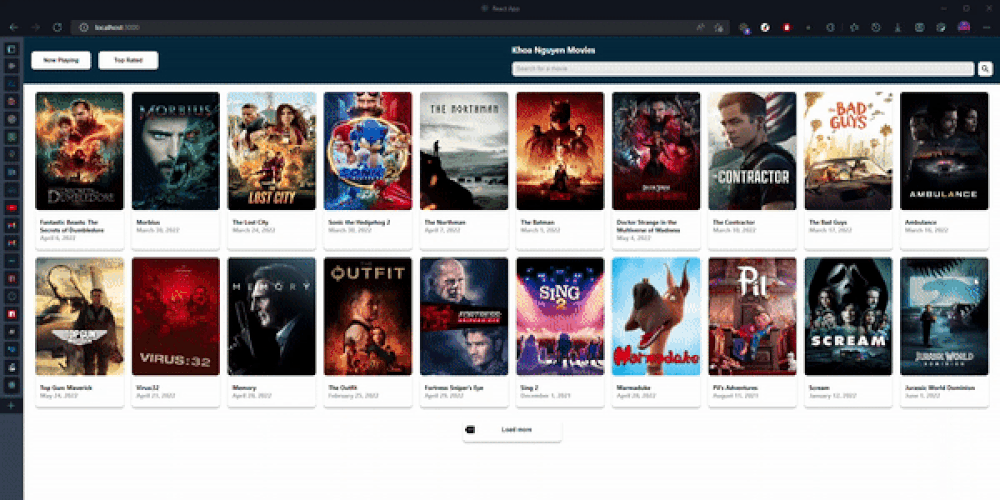 React App
localhost:3000
Khoa Nguyen Movies
Now Playing
Top Rated
Search for a movie
DUMBLEDORE
MORBIUS
THE LOST CITY
THE NORTHMAN
THE CONTRACTOR
THE BAD GUYS
AMBULANCE
Fantastic Beasts: The
Secrets of Dumbledore
April 6, 2022
Morbius
March 30, 2022
The Lost City
March 24, 2022
Sonic the Hedgehog 2
March 30, 2022
The Northman
April 7, 2022
The Batman
March 1, 2022
Doctor Strange in the
Multiverse of Madness
May 4, 2022
The Contractor
March 10, 2022
The Bad Guys
March 17, 2022
Ambulance
March 16, 2022
TOP GUN
VIRUS:32
MEMORY
THE OUTFIT
SING 2
Marmaduke
Pil
SCREAM
JURASSIC WORLD
DOMINION
Top Gun: Maverick
May 24, 2022
Virus:32
April 21, 2022
Memory
April 28, 2022
The Outfit
February 25, 2022
Fortress: Sniper's Eye
April 29, 2022
Sing 2
December 1, 2021
Marmaduke
April 28, 2022
Pil's Adventures
August 11, 2021
Scream
January 12, 2022
Jurassic World Dominion
June 1, 2022
Load more